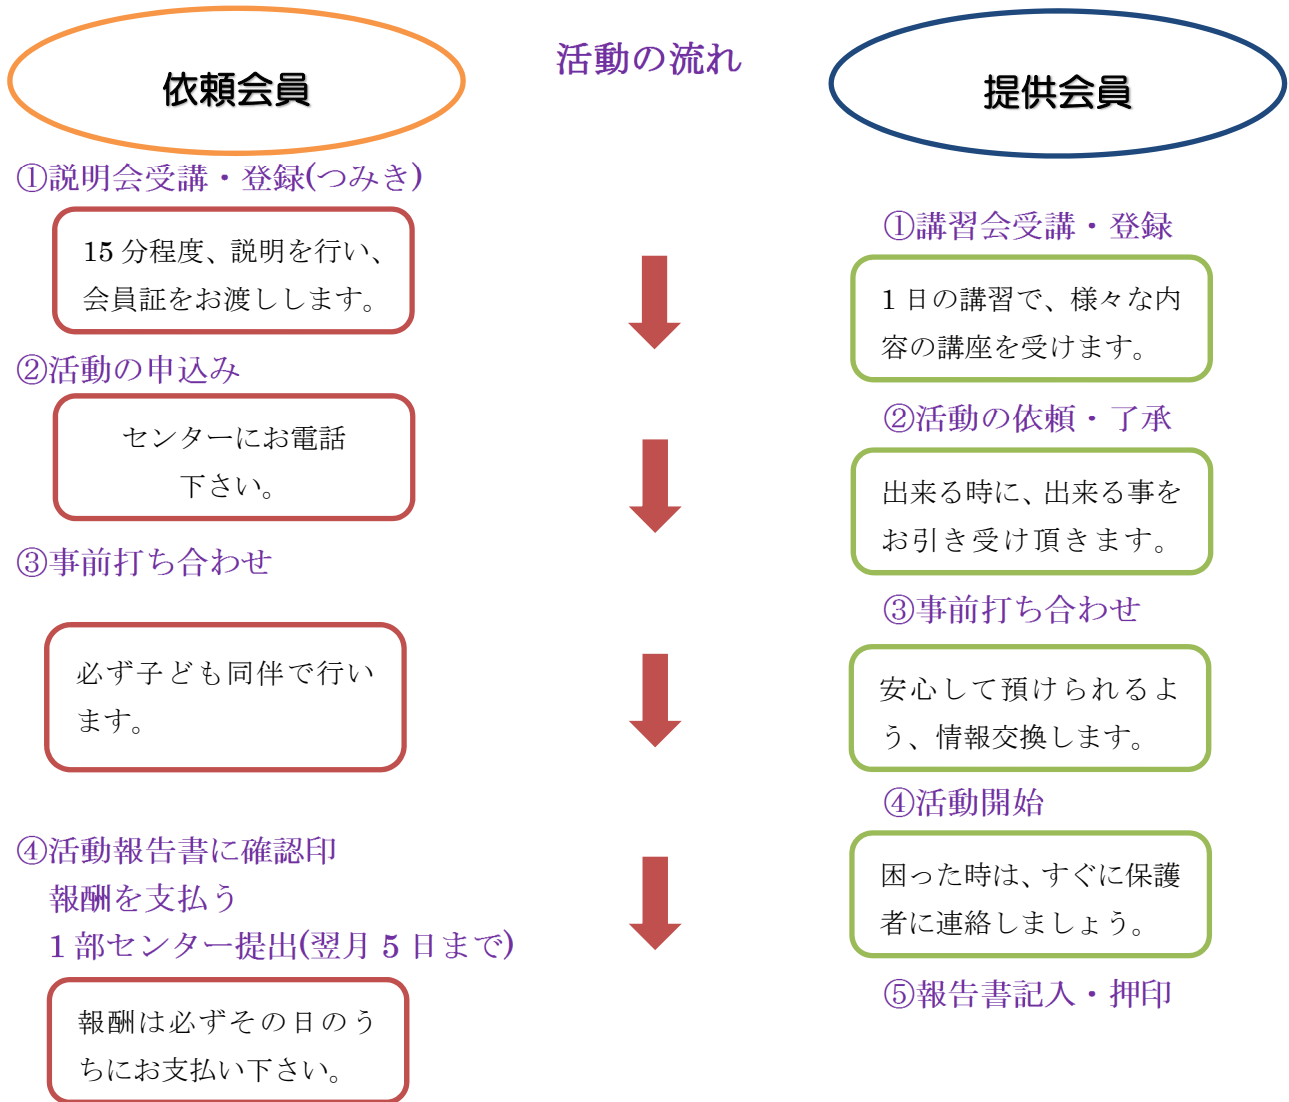 活動の流れ
依頼会員
①説明会受講・登録(つみき)
15分程度、説明を行い、
会員証をお渡しします。
②活動の申込み
センターにお電話
下さい。
③事前打ち合わせ
必ず子ども同伴で行い
ます。
④活動報告書に確認印
報酬を支払う
1部センター提出(翌月5日まで)
報酬は必ずその日のう
ちにお支払い下さい。
提供会員
①講習会受講・登録
1日の講習で、様々な内
容の講座を受けます。
②活動の依頼・了承
出来る時に、出来る事を
お引き受け頂きます。
③事前打ち合わせ
安心して預けられるよ
う、情報交換します。
④活動開始
困った時は、すぐに保護
者に連絡しましょう。
⑤報告書記入・押印